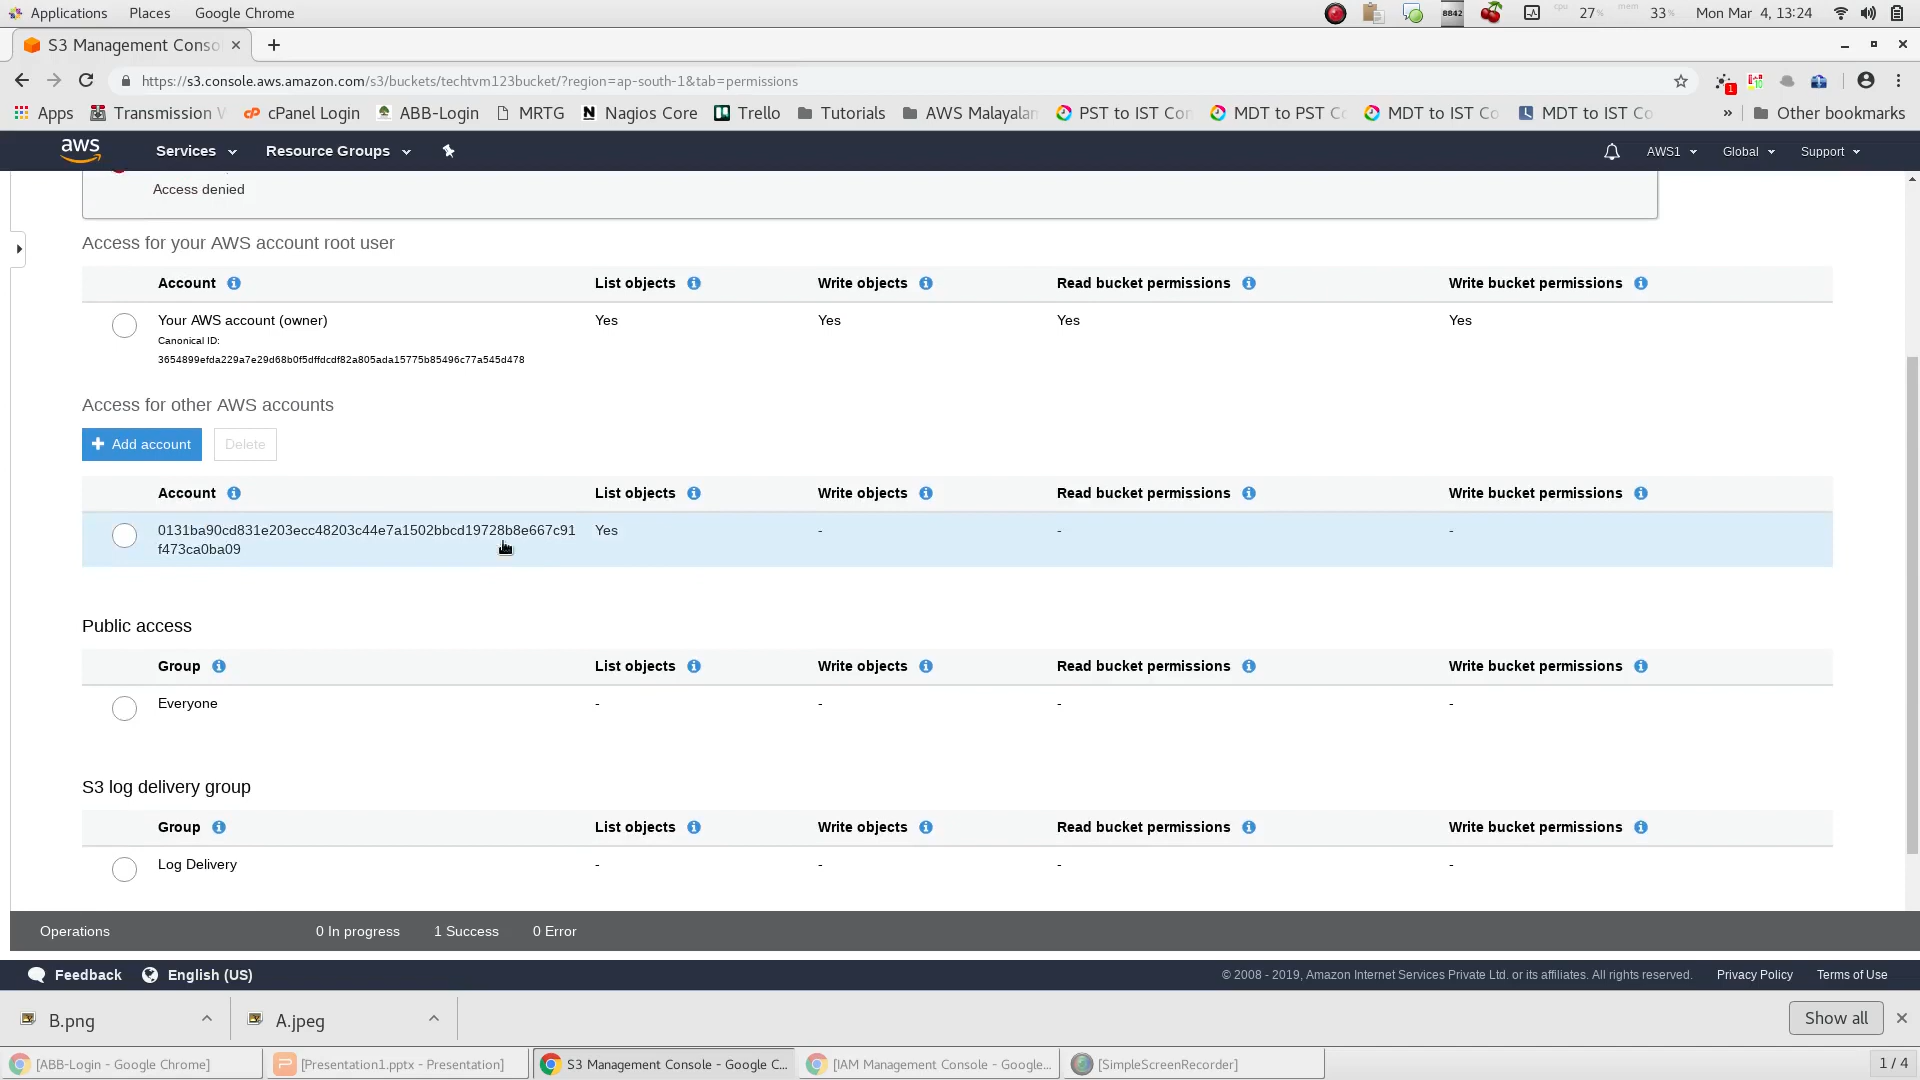 Applications Places Google Chrome 8842 cpu 27% mem 33% Mon Mar 4, 13:24
S3 Management Conso
https://s3.console.aws.amazon.com/s3/buckets/techtvm123bucket/?region=ap-south-1&tab=permissions 1
Apps Transmission W cPanel Login ABB-Login MRTG Nagios Core Trello Tutorials AWS Malayalam PST to IST Con MDT to PST Co MDT to IST Co MDT to IST Co » Other bookmarks
aws Services Resource Groups AWS1 Global Support
Access denied
Access for your AWS account root user
Account List objects Write objects Read bucket permissions Write bucket permissions
Your AWS account (owner) Yes Yes Yes Yes
Canonical ID:
3654899efda229a7e29d68b0f5dffdcdf82a805ada15775b85496c77a545d478
Access for other AWS accounts
Add account Delete
Account List objects Write objects Read bucket permissions Write bucket permissions
0131ba90cd831e203ecc48203c44e7a1502bbcd19728b8e667c91 Yes - - -
f473ca0ba09
Public access
Group List objects Write objects Read bucket permissions Write bucket permissions
Everyone - - - -
S3 log delivery group
Group List objects Write objects Read bucket permissions Write bucket permissions
Log Delivery - - - -
Operations 0 In progress 1 Success 0 Error
Feedback English (US) © 2008 - 2019, Amazon Internet Services Private Ltd. or its affiliates. All rights reserved. Privacy Policy Terms of Use
B.png A.jpeg Show all
[ABB-Login - Google Chrome] [Presentation1.pptx - Presentation] S3 Management Console - Google C... [IAM Management Console - Google... [SimpleScreenRecorder] 1 / 4